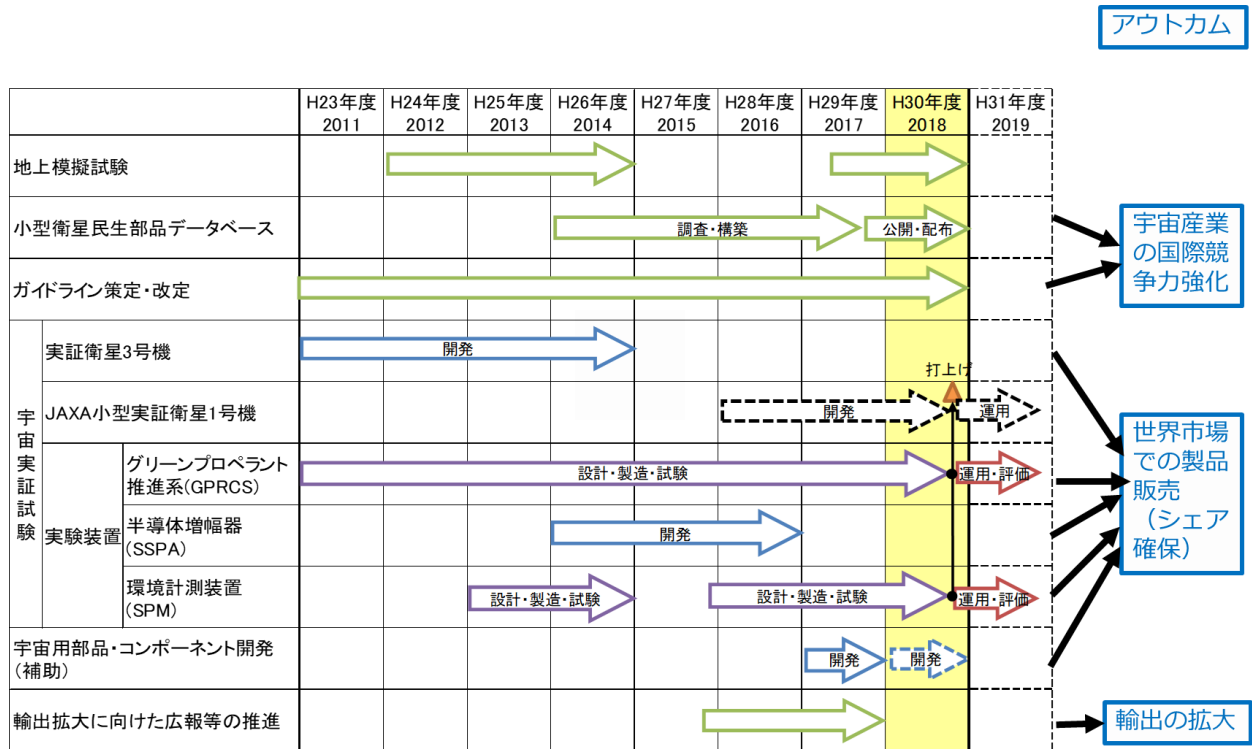 アウトカム
H23年度 H24年度 H25年度 H26年度 H27年度 H28年度 H29年度 H30年度 H31年度
2011 2012 2013 2014 2015 2016 2017 2018 2019
地上模擬試験
小型衛星民生部品データベース
調査・構築
公開・配布
ガイドライン策定・改定
宇宙実証試験
実証衛星3号機
開発
打上げ
JAXA小型実証衛星1号機
開発
運用
実験装置
グリーンプロペラント
推進系(GPRCS)
設計・製造・試験
運用・評価
半導体増幅器
(SSPA)
開発
環境計測装置
(SPM)
設計・製造・試験
設計・製造・試験
運用・評価
宇宙用部品・コンポーネント開発
(補助)
開発
開発
輸出拡大に向けた広報等の推進
宇宙産業
の国際競
争力強化
世界市場
での製品
販売
（シェア
確保）
輸出の拡大